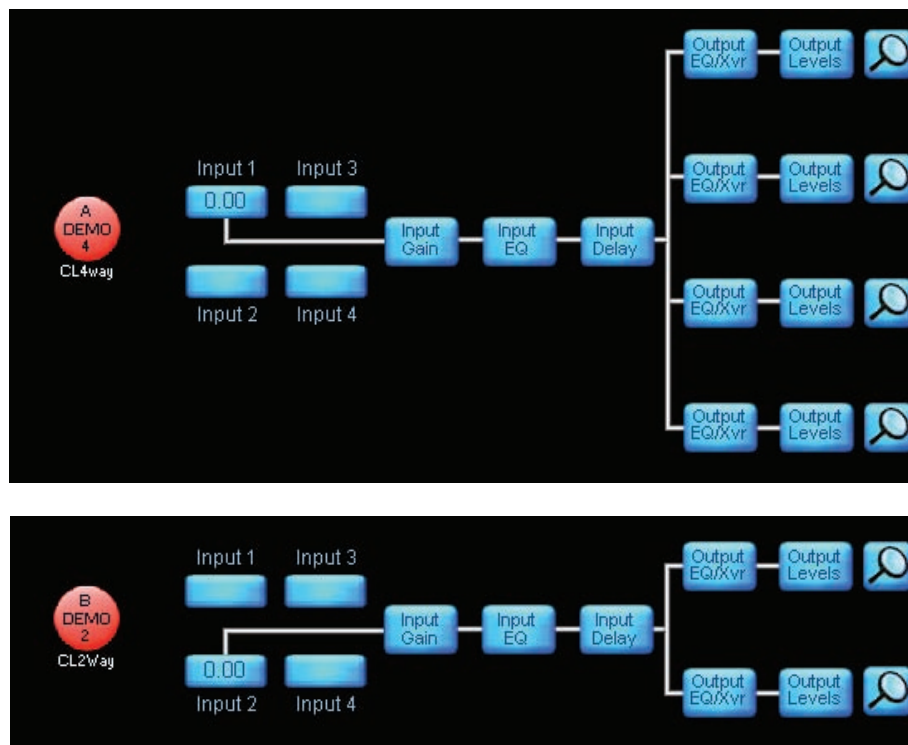 Output
EQ/Xvr
Output
Levels
Input 1
Input 3
0.00
A
DEMO
4
CL4way
Input
Gain
Input
EQ
Input
Delay
Output
EQ/Xvr
Output
Levels
Input 2
Input 4
Output
EQ/Xvr
Output
Levels
Output
EQ/Xvr
Output
Levels
Input 1
Input 3
Output
EQ/Xvr
Output
Levels
B
DEMO
2
CL2Way
Input
Gain
Input
EQ
Input
Delay
0.00
Input 2
Input 4
Output
EQ/Xvr
Output
Levels